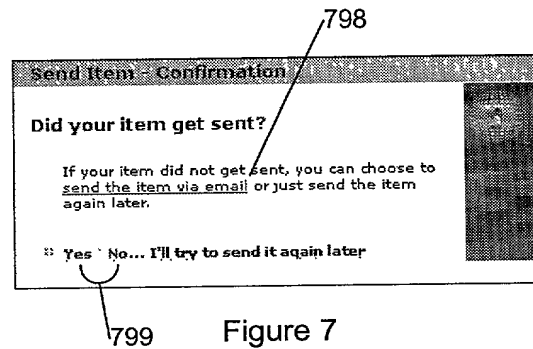 798
Send Item - Confirmation
Did your item get sent?
If your item did not get sent, you can choose to
send the item via email or just send the item
again later.
Yes No... I'll try to send it again later
799
Figure 7